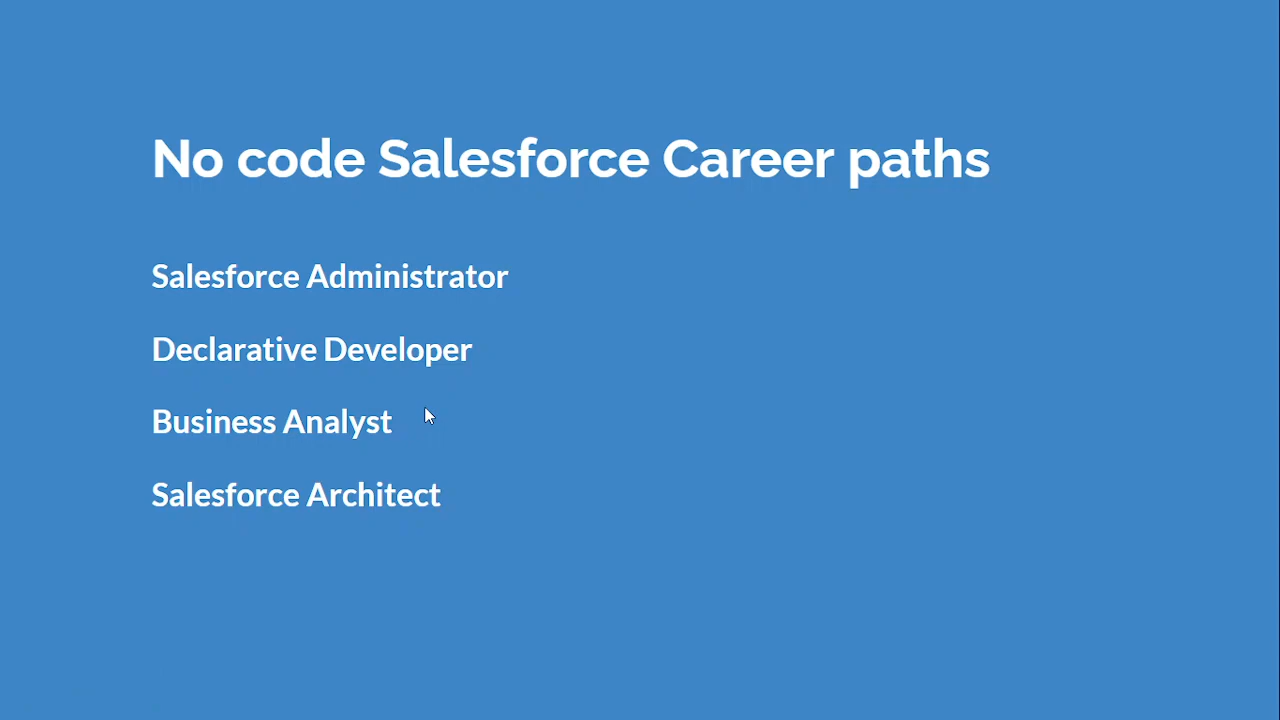 No code Salesforce Career paths
Salesforce Administrator
Declarative Developer
Business Analyst
Salesforce Architect